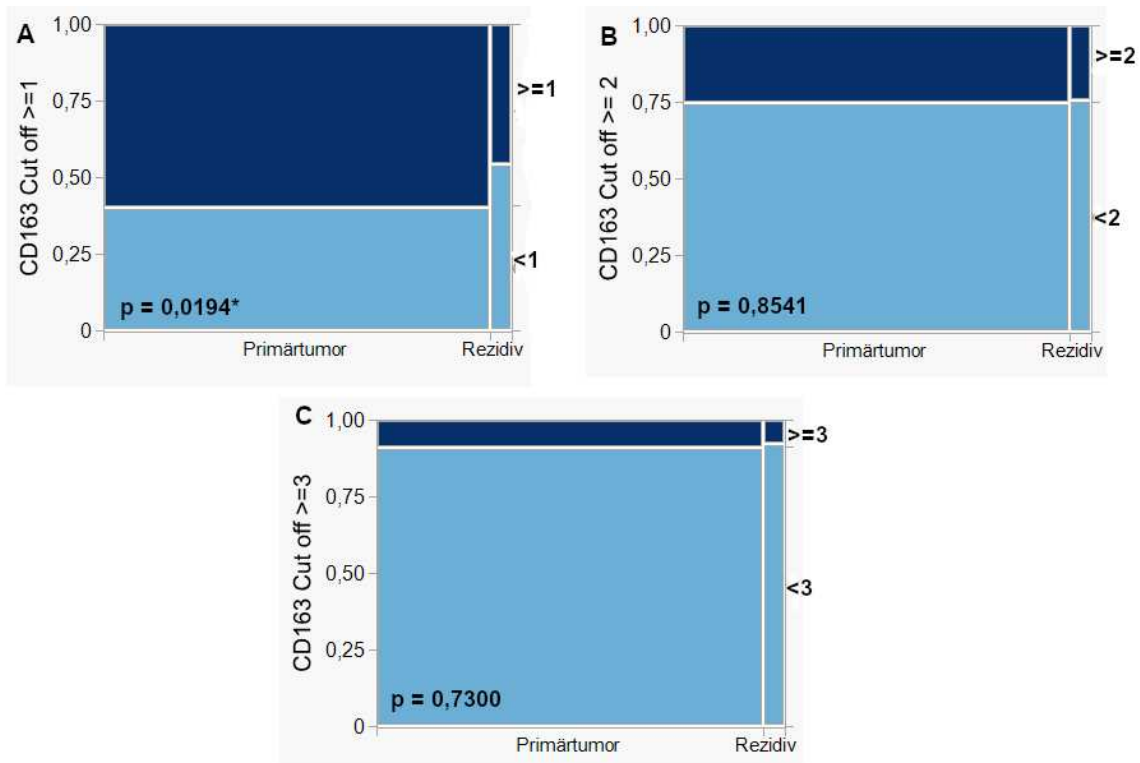 A
CD163 Cut off >=1
1,00
0,75
0,50
0,25
0
>=1
<1
p = 0,0194*
Primärtumor Rezidiv
B
CD163 Cut off >= 2
1,00
0,75
0,50
0,25
0
>=2
<2
p = 0,8541
Primärtumor Rezidiv
C
CD163 Cut off >=3
1,00
0,75
0,50
0,25
0
>=3
<3
p = 0,7300
Primärtumor Rezidiv